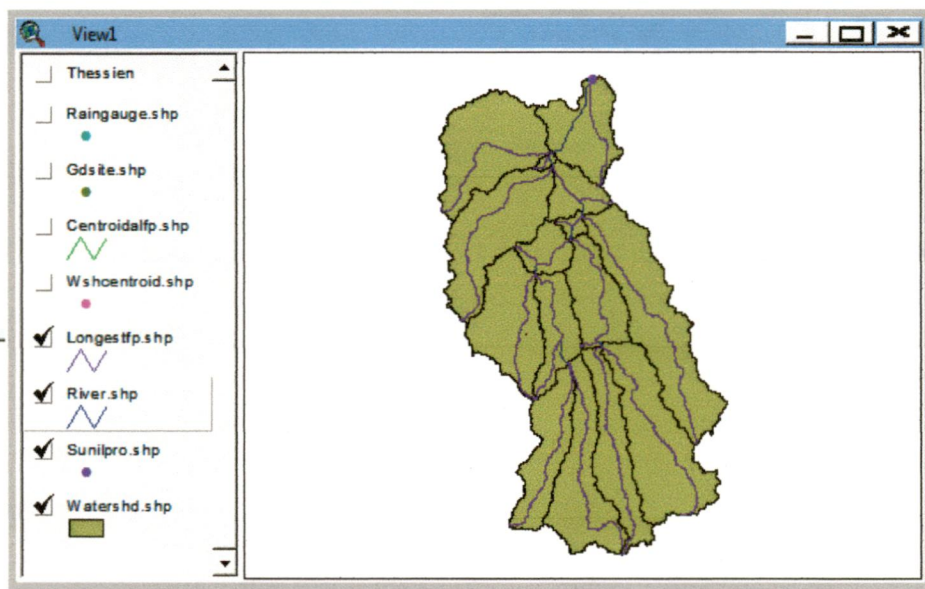 View1
Thessien
Raingauge.shp
Gdsite.shp
Centroidalfp.shp
Wshcentroid.shp
Longestfp.shp
River.shp
Sunilpro.shp
Watershd.shp